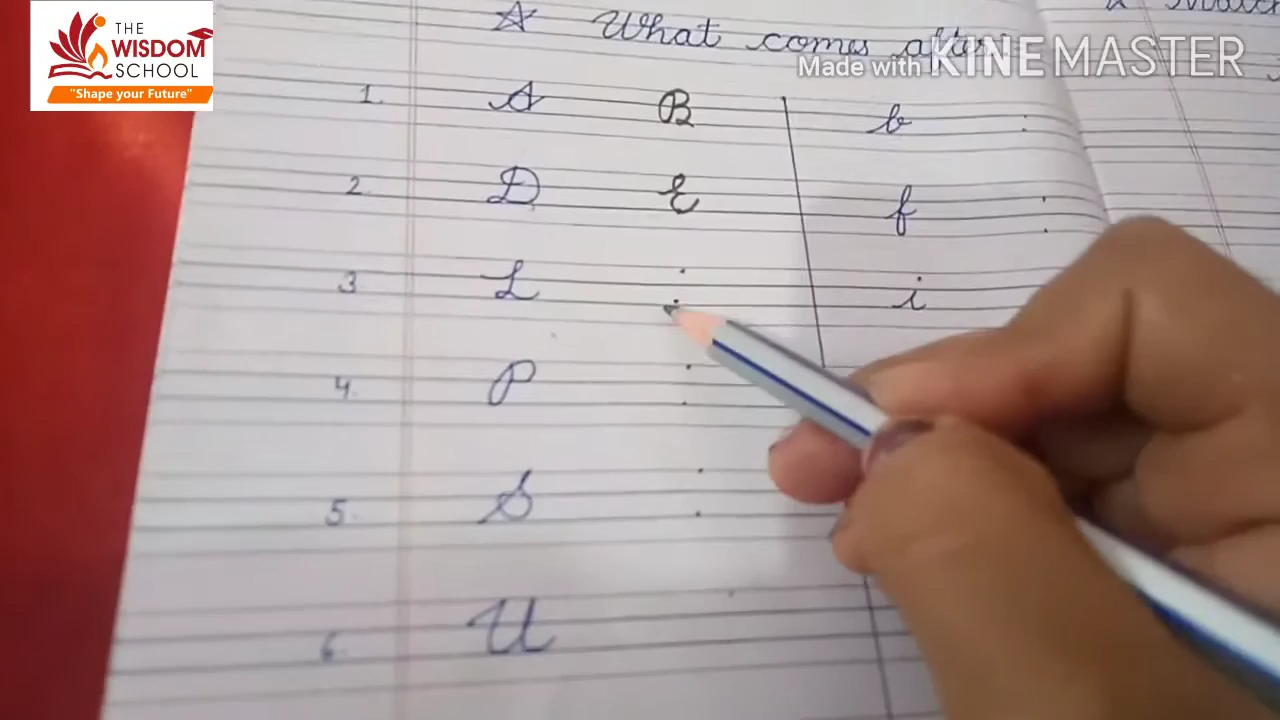 THE
WISDOM
SCHOOL
"Shape your Future"
☆ What comes after:
Made with KINEMASTER
1. A B b :
2. D E f :
3 L : i
4. P :
5. S :
6. U